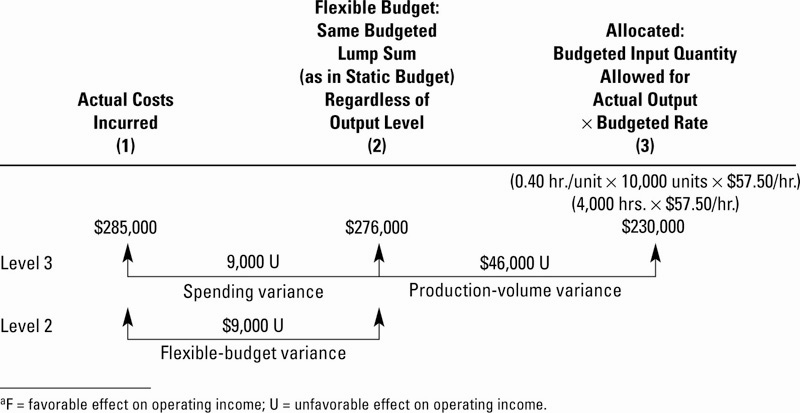 Flexible Budget:
Same Budgeted
Lump Sum
(as in Static Budget)
Regardless of
Output Level
(2)
Allocated:
Budgeted Input Quantity
Allowed for
Actual Output
× Budgeted Rate
(3)
Actual Costs
Incurred
(1)
(0.40 hr./unit × 10,000 units × $57.50/hr.)
(4,000 hrs. × $57.50/hr.)
$285,000 $276,000 $230,000
Level 3 9,000 U $46,000 U
Spending variance Production-volume variance
Level 2 $9,000 U
Flexible-budget variance
aF = favorable effect on operating income; U = unfavorable effect on operating income.